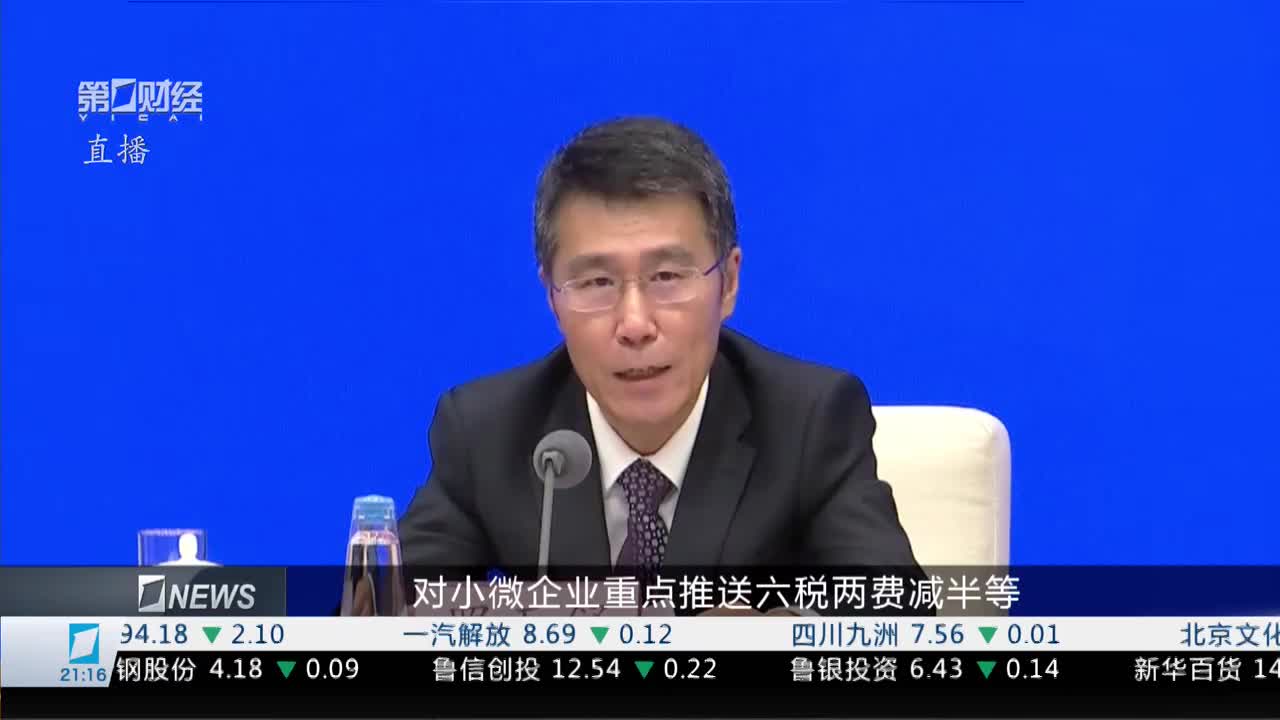 第一财经
YICAI
直播
NEWS
对小微企业重点推送六税两费减半等
94.18 ▼ 2.10 一汽解放 8.69 ▼ 0.12 四川九洲 7.56 ▼ 0.01 北京文化
21:16
钢股份 4.18 ▼ 0.09 鲁信创投 12.54 ▼ 0.22 鲁银投资 6.43 ▼ 0.14 新华百货 14